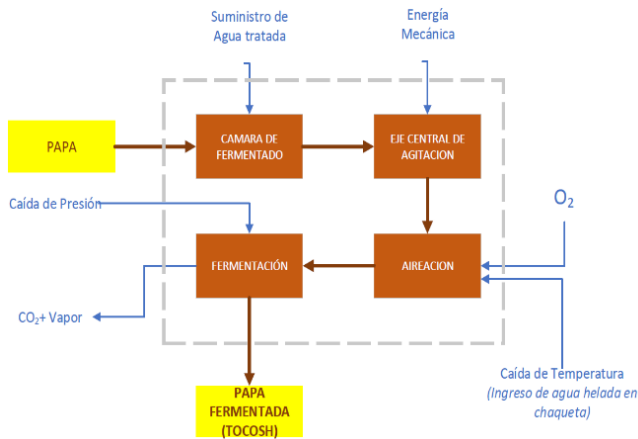 Suministro de
Agua tratada
Energía
Mecánica
PAPA
CAMARA DE
FERMENTADO
EJE CENTRAL DE
AGITACION
Caída de Presión
O₂
FERMENTACIÓN
AIREACION
CO₂+ Vapor
Caída de Temperatura
(Ingreso de agua helada en
chaqueta)
PAPA
FERMENTADA
(TOCOSH)